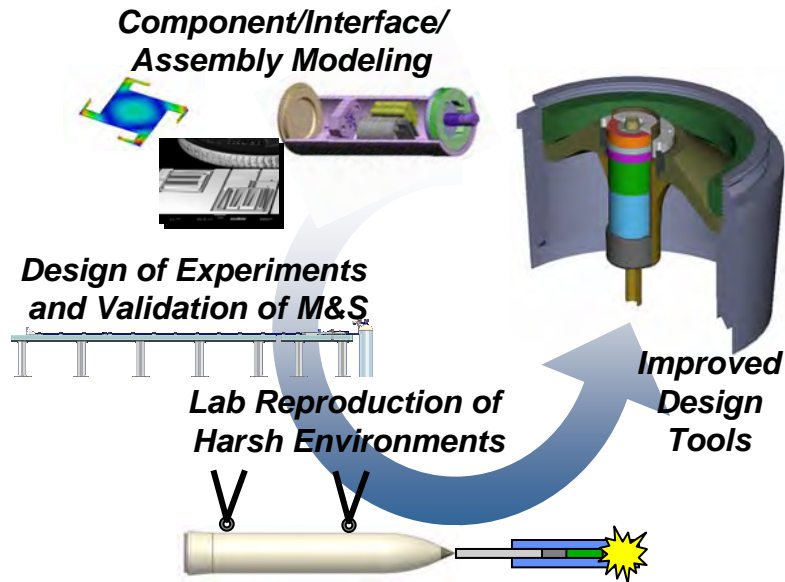 Component/Interface/
Assembly Modeling
Design of Experiments
and Validation of M&S
Lab Reproduction of
Harsh Environments
Improved
Design
Tools